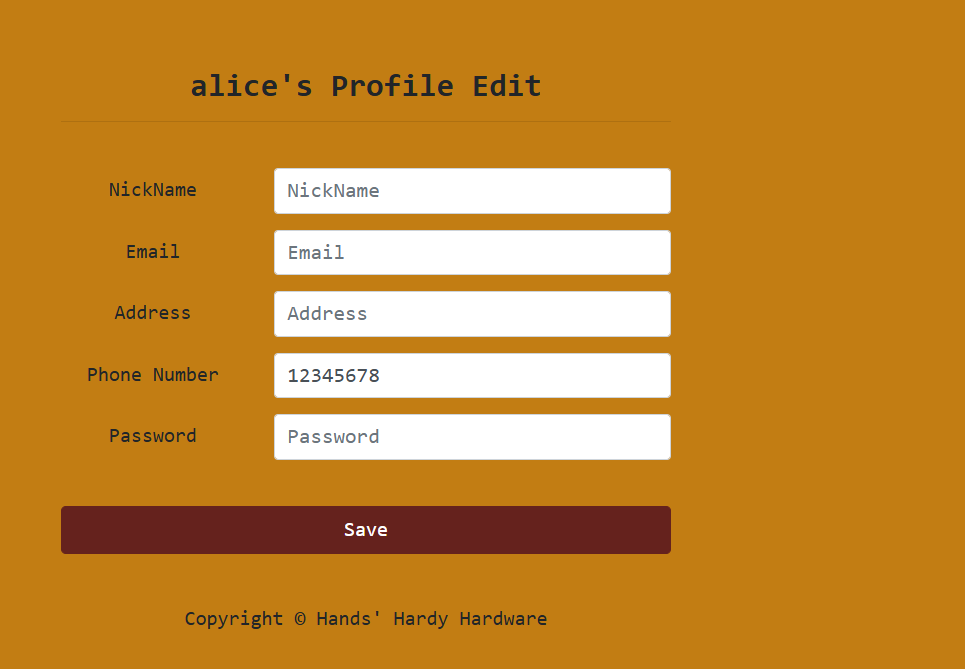 alice's Profile Edit
NickName NickName
Email Email
Address Address
Phone Number 12345678
Password Password
Save
Copyright © Hands' Hardy Hardware